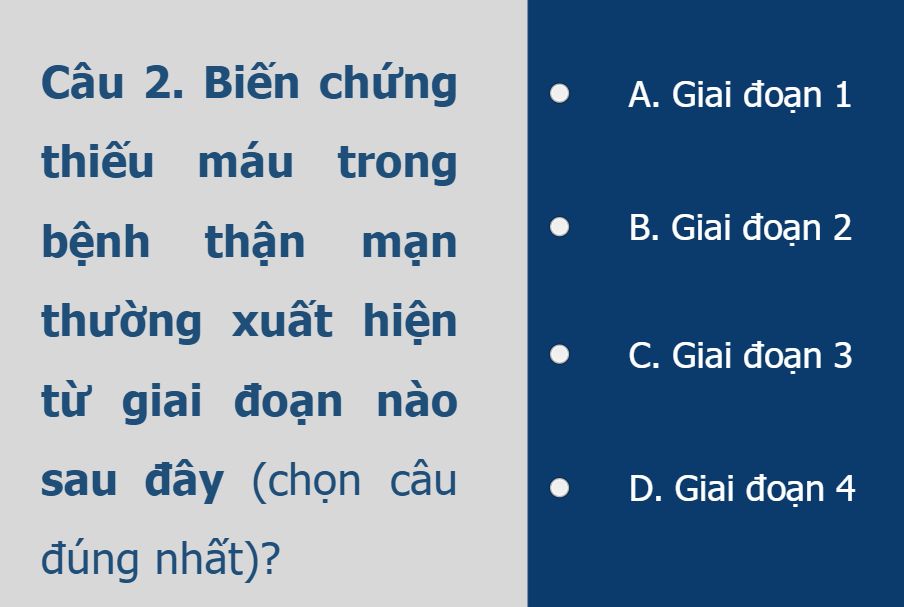 Câu 2. Biến chứng
thiếu máu trong
bệnh thận mạn
thường xuất hiện
từ giai đoạn nào
sau đây (chọn câu
đúng nhất)?
A. Giai đoạn 1
B. Giai đoạn 2
C. Giai đoạn 3
D. Giai đoạn 4